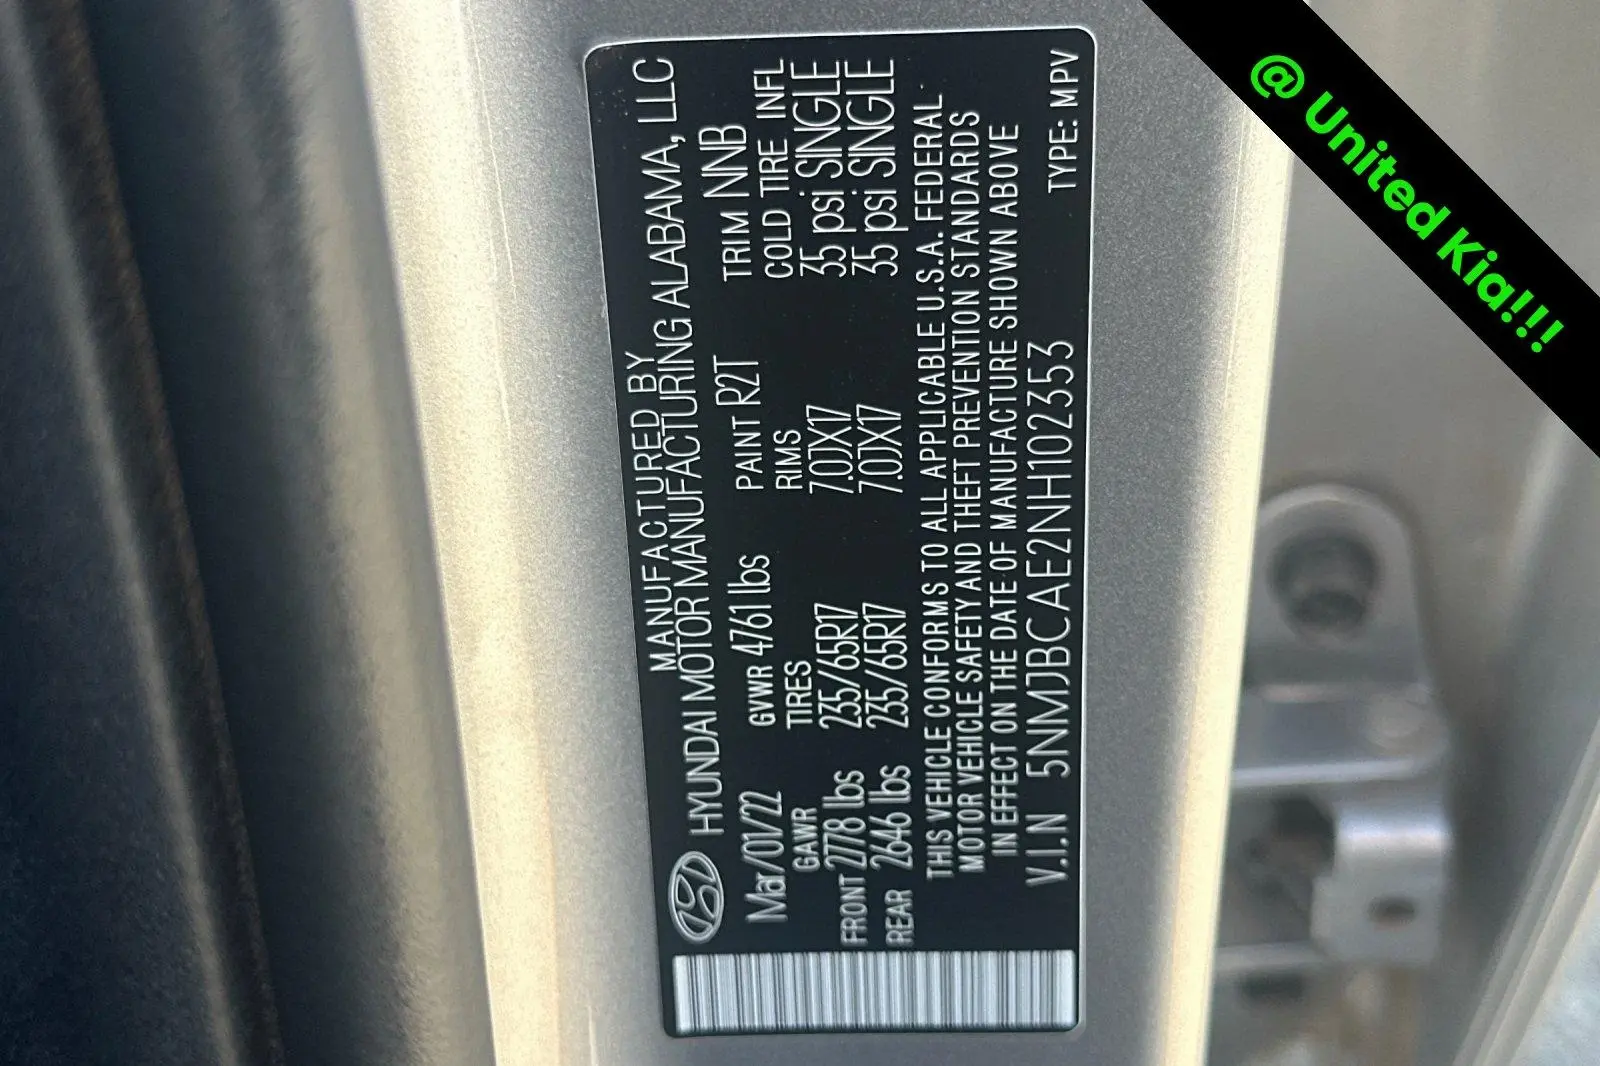 MANUFACTURED BY
HYUNDAI MOTOR MANUFACTURING ALABAMA, LLC
Mar/01/22 GVWR 4761 lbs PAINT R2T TRIM NNB
GAWR TIRES RIMS COLD TIRE INFL
FRONT 2778 lbs 235/65R17 7.0JX17 35 psi SINGLE
REAR 2646 lbs 235/65R17 7.0JX17 35 psi SINGLE
THIS VEHICLE CONFORMS TO ALL APPLICABLE U.S.A. FEDERAL
MOTOR VEHICLE SAFETY AND THEFT PREVENTION STANDARDS
IN EFFECT ON THE DATE OF MANUFACTURE SHOWN ABOVE
V.I.N 5NMJBCAE2NH102353 TYPE: MPV
@ United Kia!!!